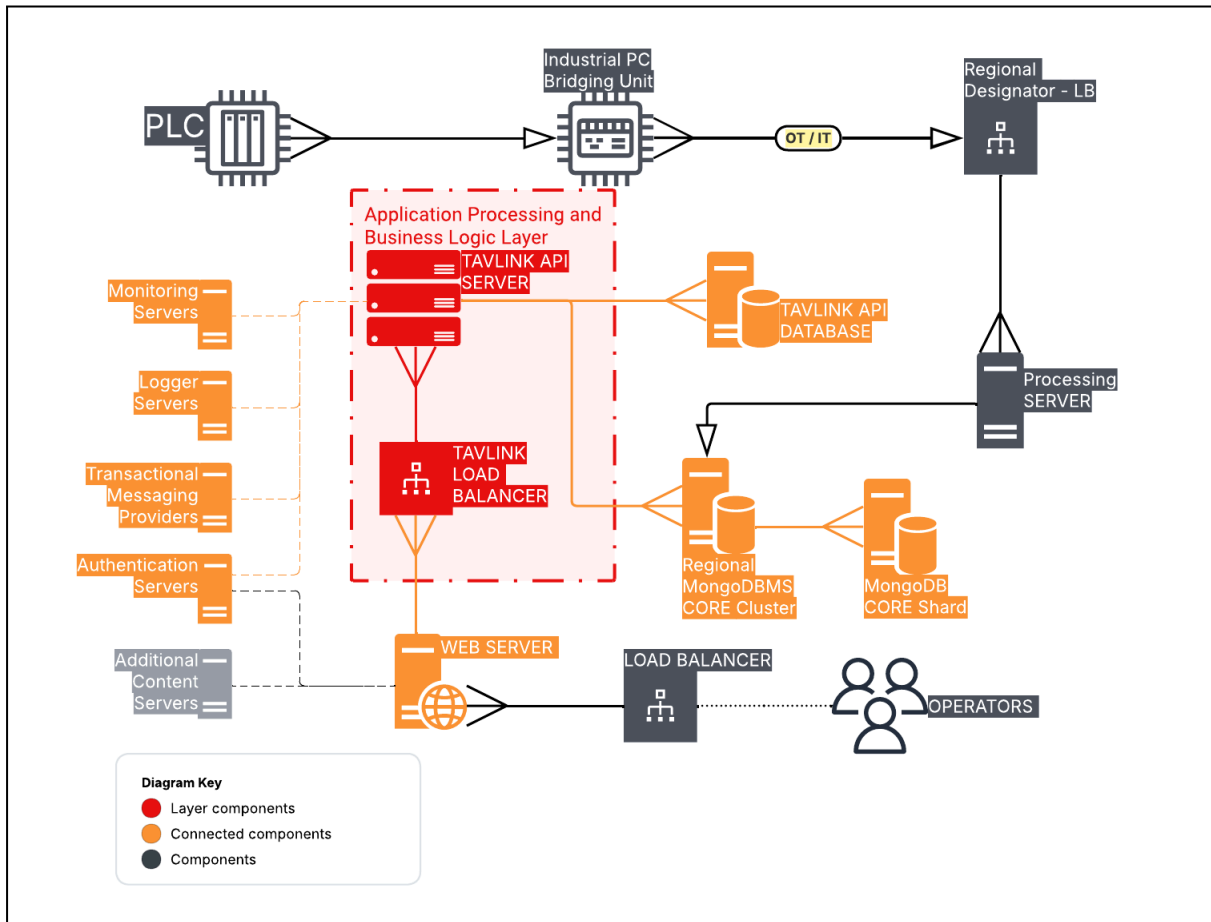 Industrial PC
Bridging Unit
Regional
Designator - LB
PLC
OT / IT
Application Processing and
Business Logic Layer
TAVLINK API
SERVER
Monitoring
Servers
TAVLINK API
DATABASE
Logger
Servers
Processing
SERVER
TAVLINK
LOAD
BALANCER
Transactional
Messaging
Providers
Authentication
Servers
Regional
MongoDBMS
CORE Cluster
MongoDB
CORE Shard
WEB SERVER
LOAD BALANCER
Additional
Content
Servers
OPERATORS
Diagram Key
Layer components
Connected components
Components